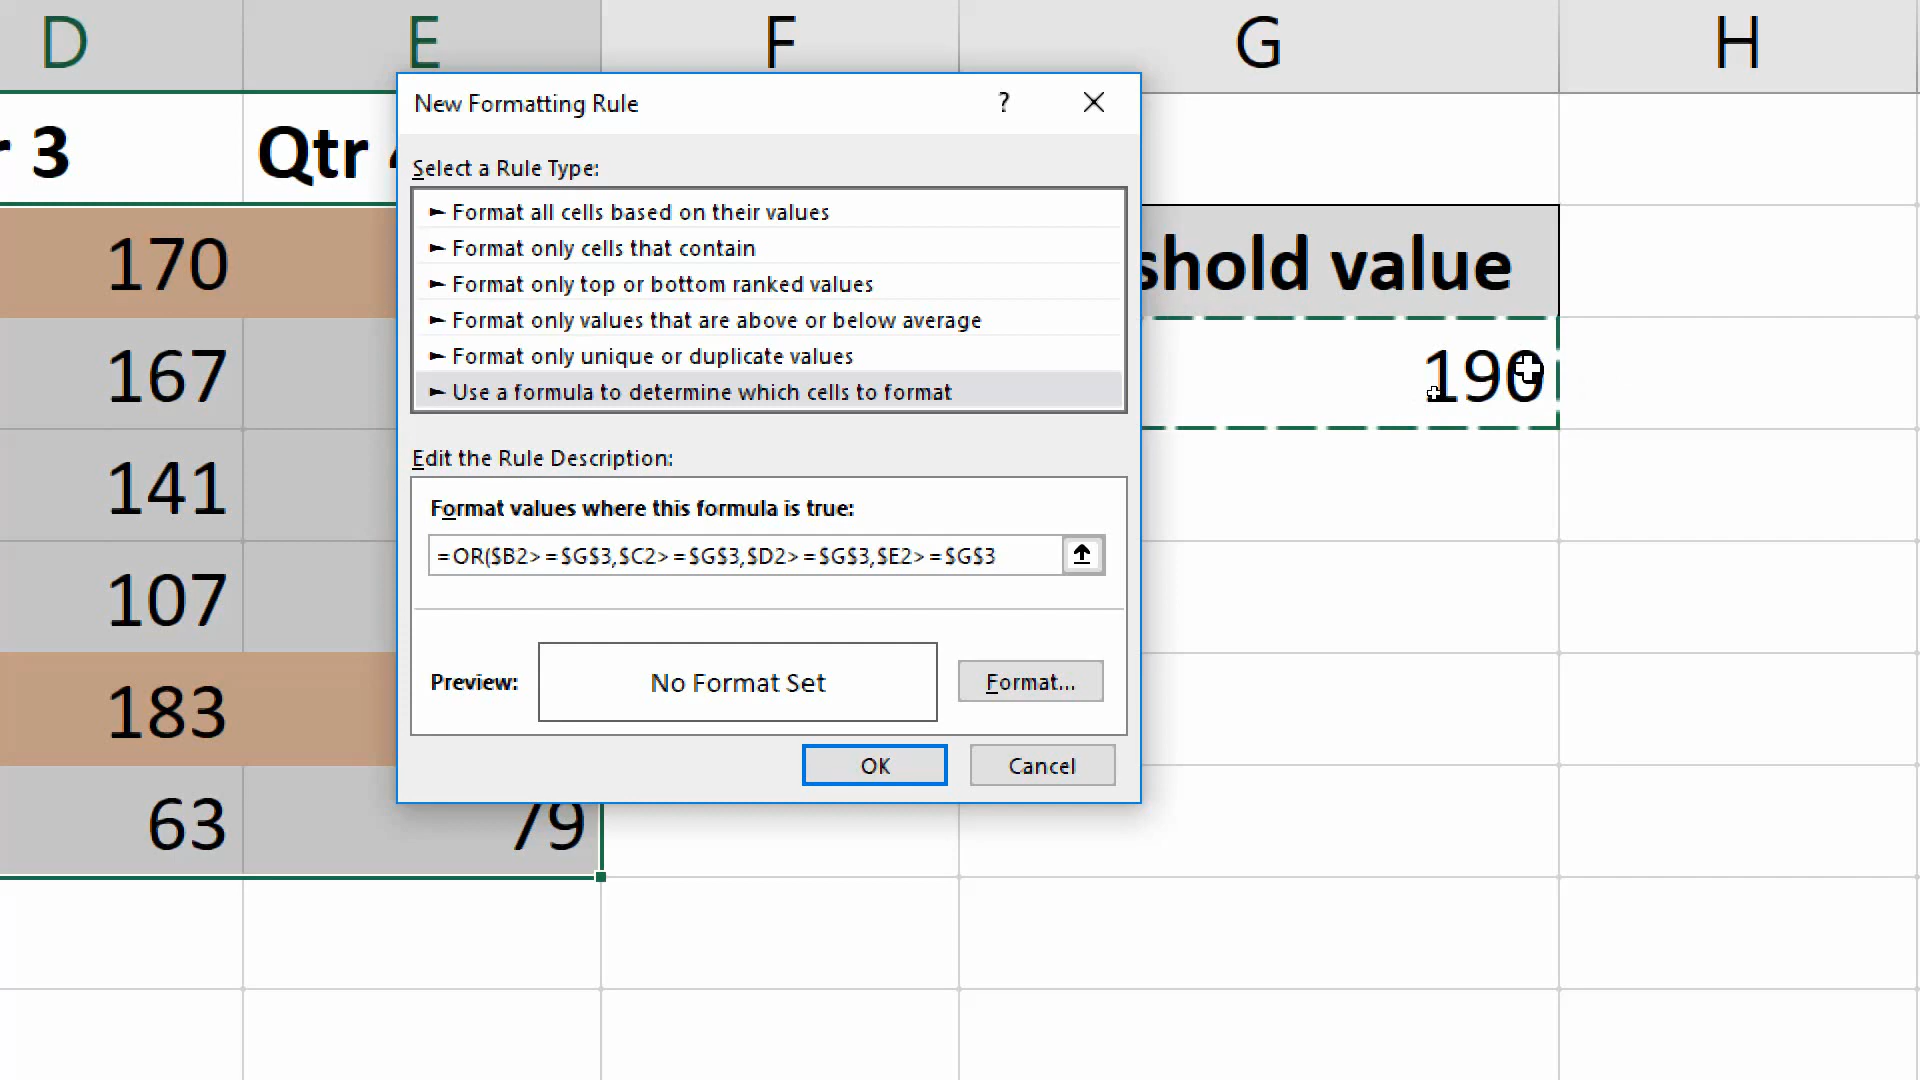 D E F G H
New Formatting Rule ?
Select a Rule Type:
► Format all cells based on their values
► Format only cells that contain
► Format only top or bottom ranked values
► Format only values that are above or below average
► Format only unique or duplicate values
► Use a formula to determine which cells to format
Edit the Rule Description:
Format values where this formula is true:
=OR($B2>=$G$3,$C2>=$G$3,$D2>=$G$3,$E2>=$G$3
Preview: No Format Set Format...
OK Cancel
r 3 Qtr 4
170
167
141
107
183
63 79
shold value
190